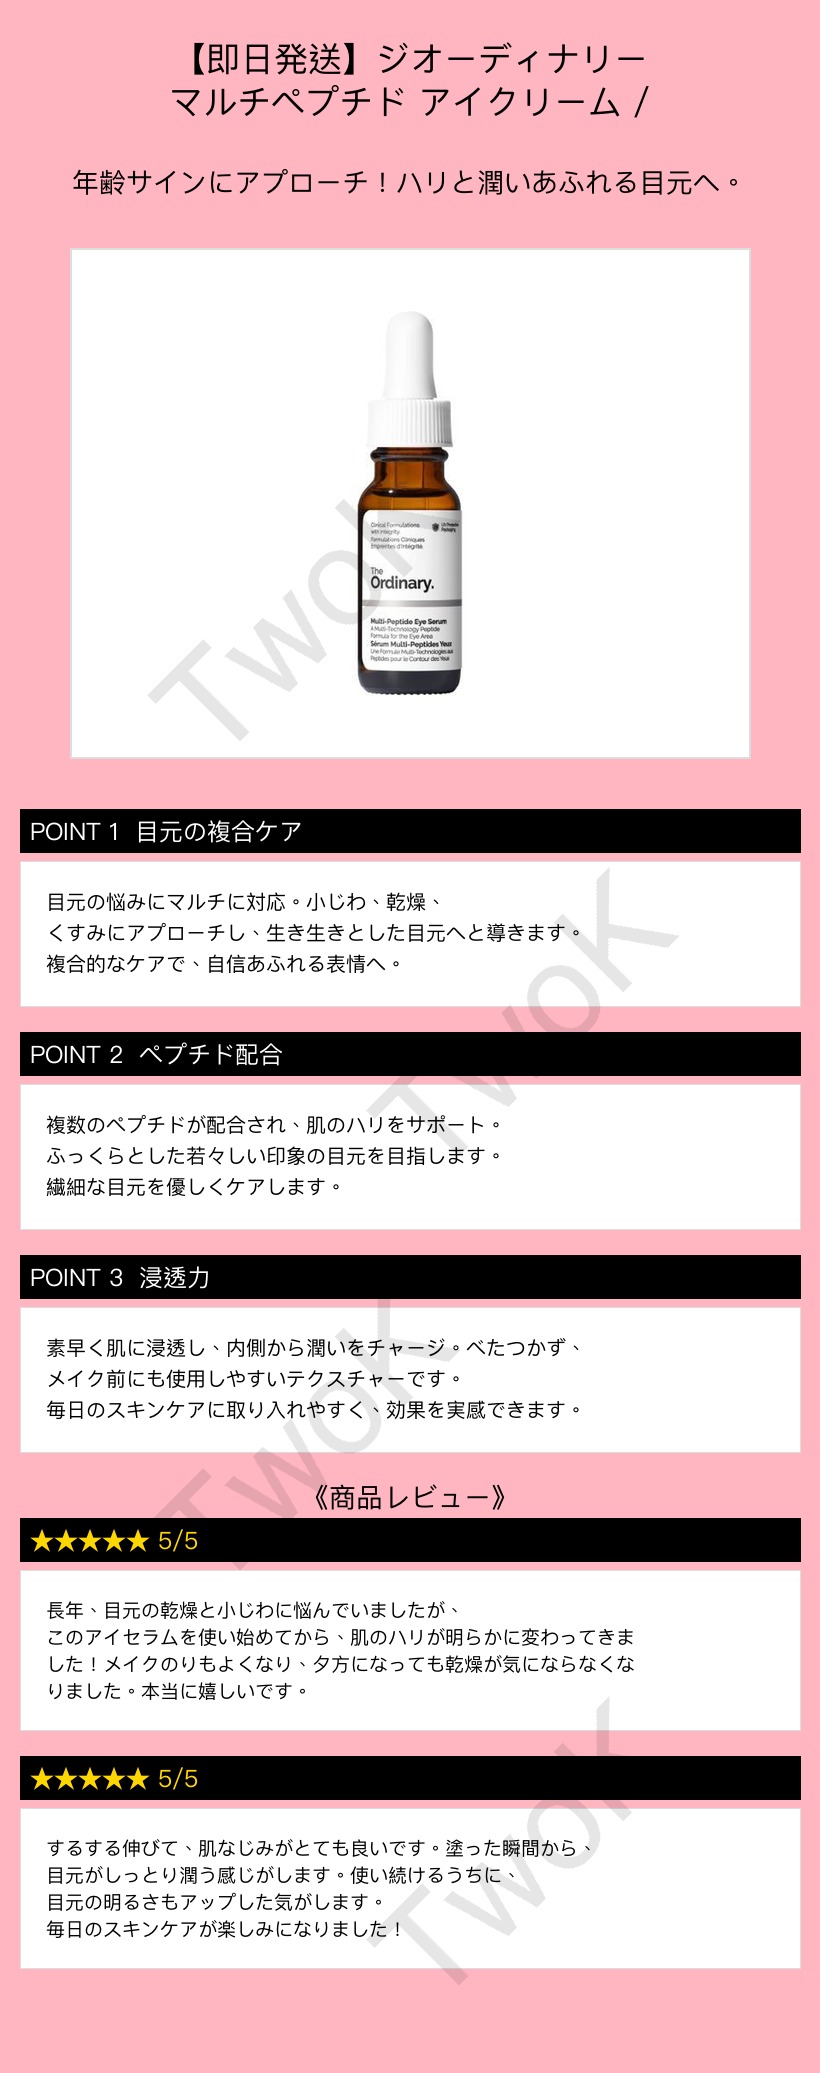 【即日発送】ジオーディナリー
マルチペプチド アイクリーム /
年齢サインにアプローチ！ハリと潤いあふれる目元へ。
Clinical Formulations
with Integrity.
Formulations Cliniques
Empreintes d'Intégrité.
UV Protective
Packaging
The
Ordinary.
Multi-Peptide Eye Serum
A Multi-Technology Peptide
Formula for the Eye Area
Sérum Multi-Peptides Yeux
Une Formule Multi-Technologies aux
Peptides pour le Contour des Yeux
TwoK
POINT 1 目元の複合ケア
目元の悩みにマルチに対応。小じわ、乾燥、
くすみにアプローチし、生き生きとした目元へと導きます。
複合的なケアで、自信あふれる表情へ。
TwoK
POINT 2 ペプチド配合
複数のペプチドが配合され、肌のハリをサポート。
ふっくらとした若々しい印象の目元を目指します。
繊細な目元を優しくケアします。
POINT 3 浸透力
素早く肌に浸透し、内側から潤いをチャージ。べたつかず、
メイク前にも使用しやすいテクスチャーです。
毎日のスキンケアに取り入れやすく、効果を実感できます。
TwoK
《商品レビュー》
★★★★★ 5/5
長年、目元の乾燥と小じわに悩んでいましたが、
このアイセラムを使い始めてから、肌のハリが明らかに変わってきま
した！メイクのりもよくなり、夕方になっても乾燥が気にならなくな
りました。本当に嬉しいです。
★★★★★ 5/5
するする伸びて、肌なじみがとても良いです。塗った瞬間から、
目元がしっとり潤う感じがします。使い続けるうちに、
目元の明るさもアップした気がします。
毎日のスキンケアが楽しみになりました！
TwoK